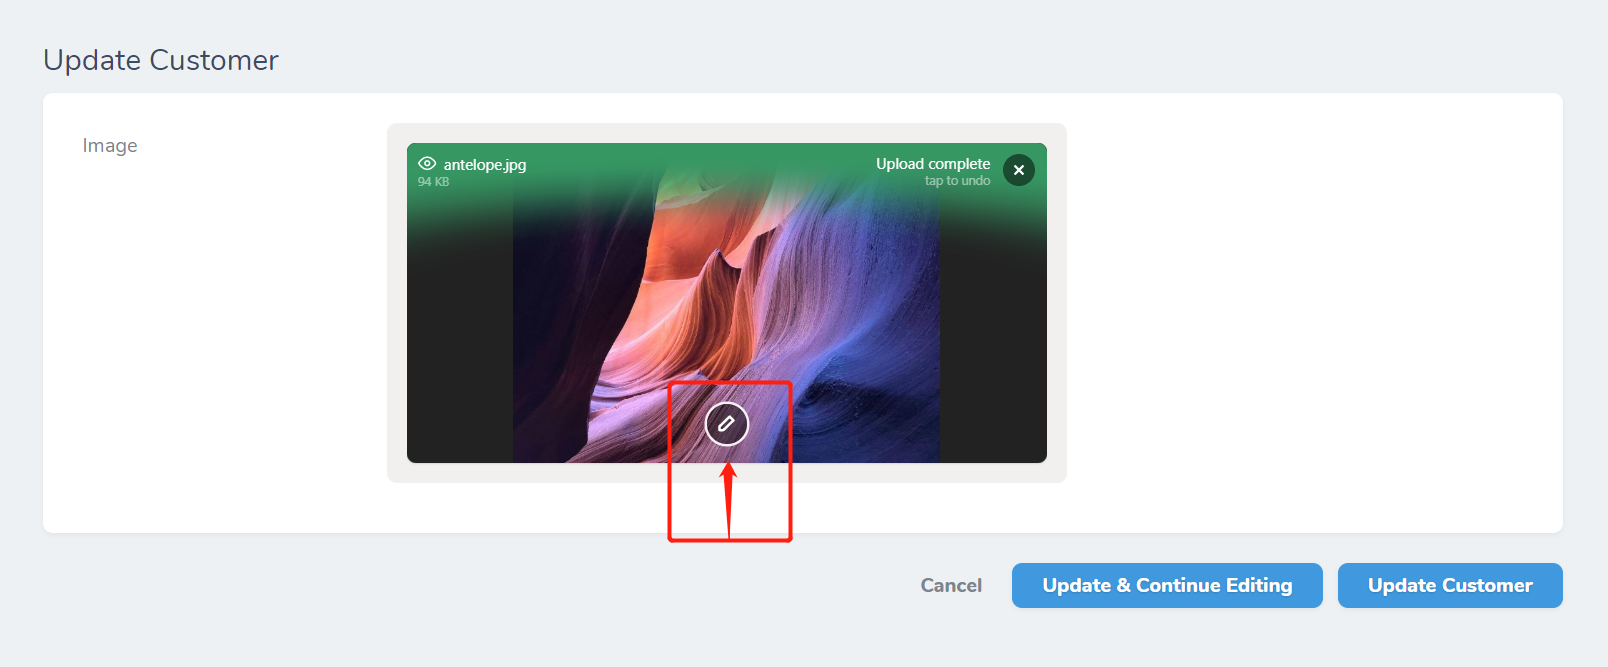 Update Customer
Image
antelope.jpg
94 KB
Upload complete
tap to undo
Cancel
Update & Continue Editing
Update Customer